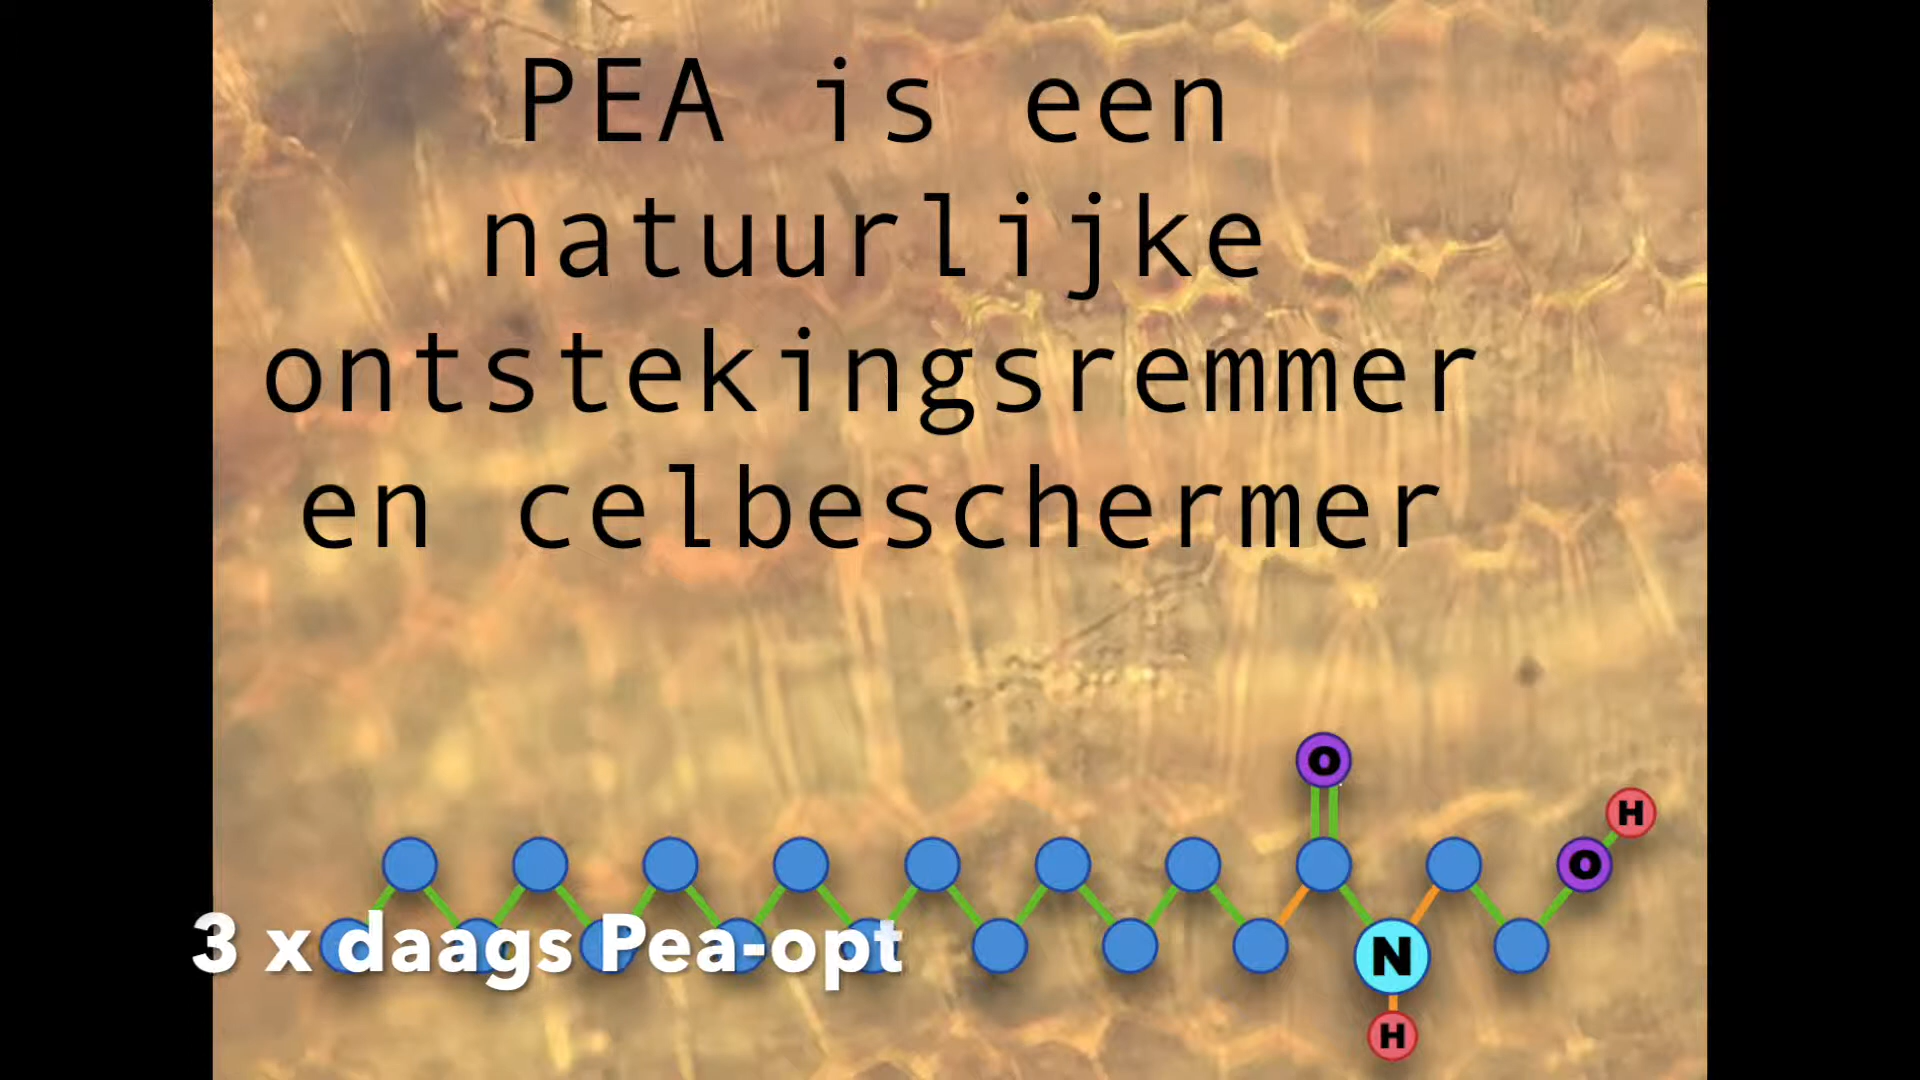 PEA is een
natuurlijke
ontstekingsremmer
en celbeschermer
O
H
O
3 x daags Pea-opt
N
H